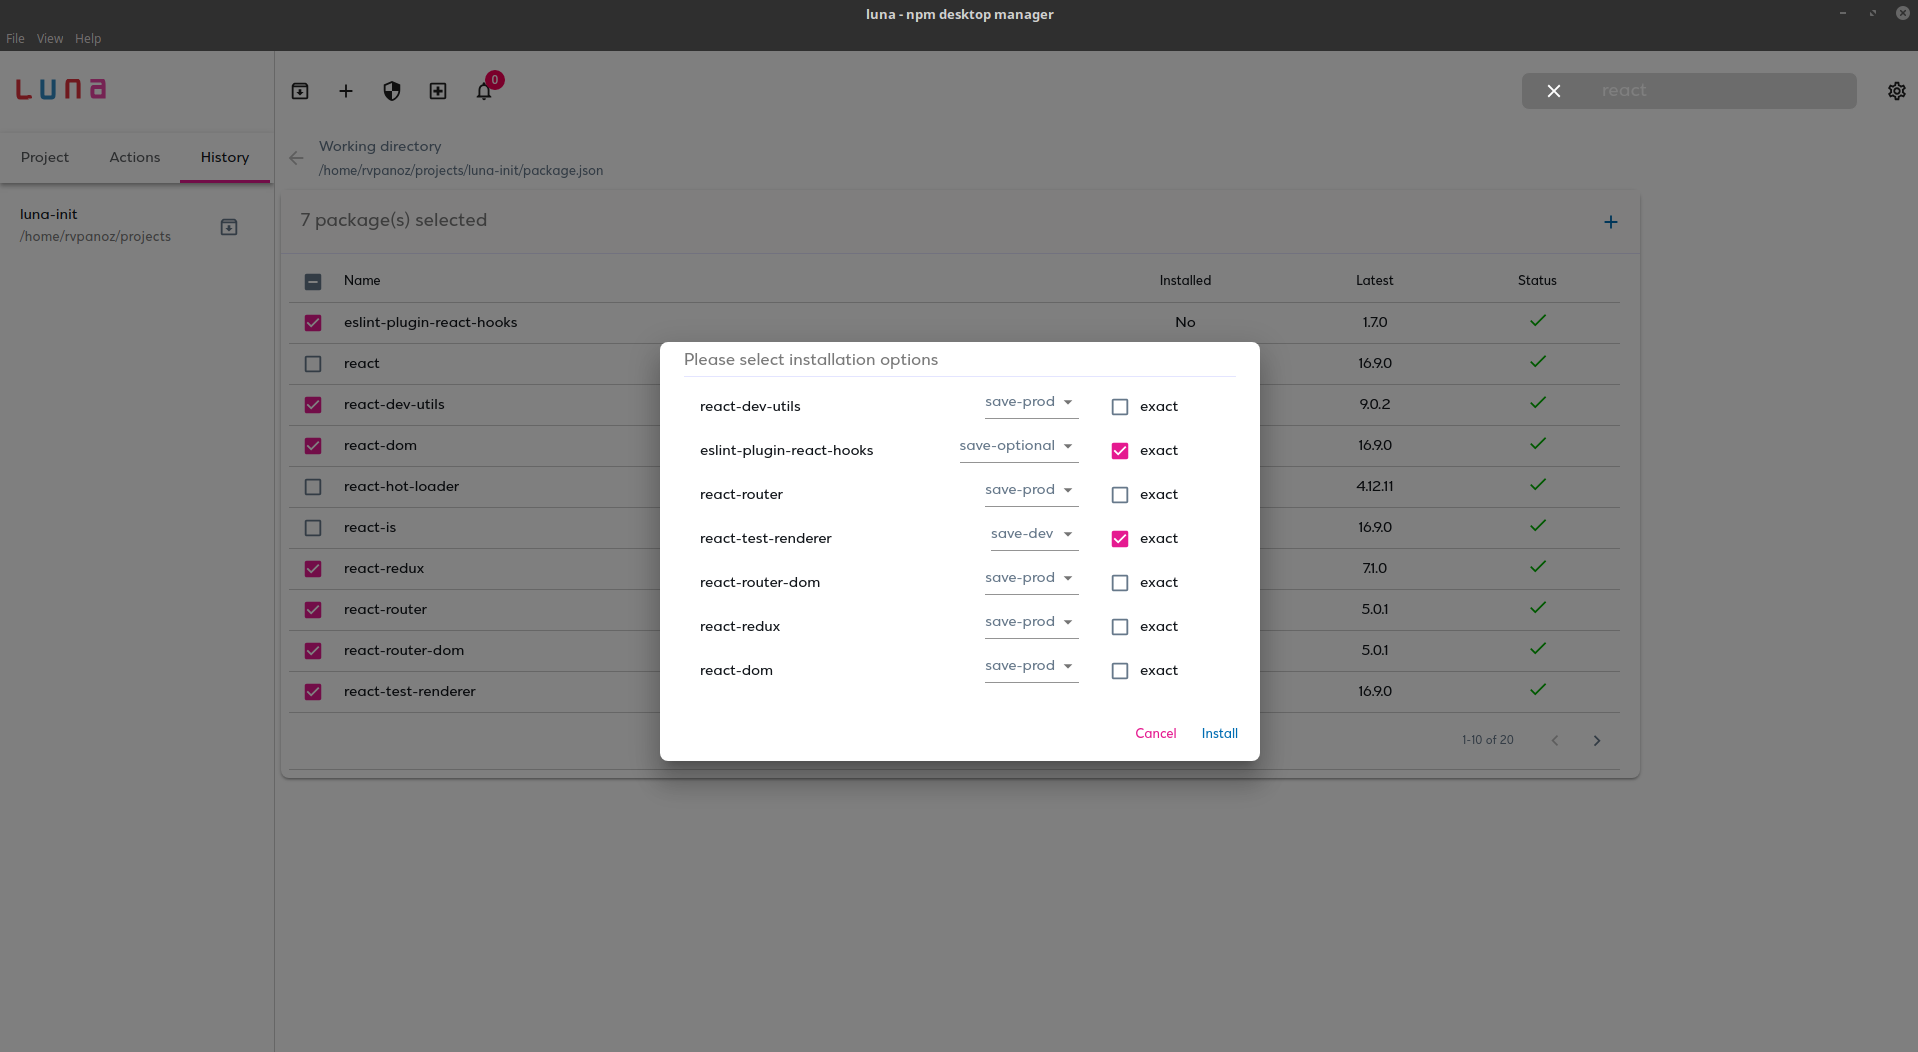 luna - npm desktop manager
File View Help
LUNA
0
react
Project Actions History
Working directory
/home/rvpanoz/projects/luna-init/package.json
luna-init
/home/rvpanoz/projects
7 package(s) selected
Name Installed Latest Status
eslint-plugin-react-hooks No 1.7.0
react 16.9.0
react-dev-utils 9.0.2
react-dom 16.9.0
react-hot-loader 4.12.11
react-is 16.9.0
react-redux 7.1.0
react-router 5.0.1
react-router-dom 5.0.1
react-test-renderer 16.9.0
1-10 of 20
Please select installation options
react-dev-utils save-prod exact
eslint-plugin-react-hooks save-optional exact
react-router save-prod exact
react-test-renderer save-dev exact
react-router-dom save-prod exact
react-redux save-prod exact
react-dom save-prod exact
Cancel Install